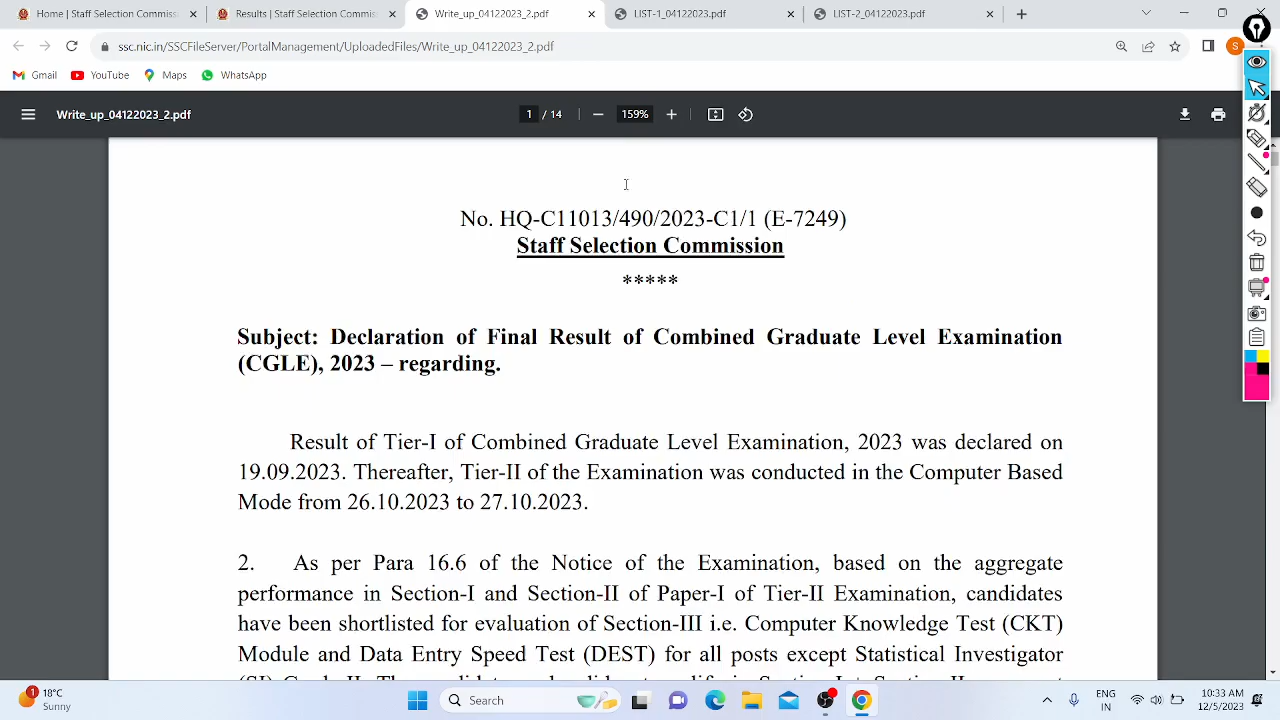 Home | Staff Selection Commissi
Results | Staff Selection Commiss
Write_up_04122023_2.pdf
LIST-1_04122023.pdf
LIST-2_04122023.pdf
ssc.nic.in/SSCFileServer/PortalManagement/UploadedFiles/Write_up_04122023_2.pdf
S
Gmail
YouTube
Maps
WhatsApp
Write_up_04122023_2.pdf
1 / 14
159%
No. HQ-C11013/490/2023-C1/1 (E-7249)
Staff Selection Commission
*****
Subject: Declaration of Final Result of Combined Graduate Level Examination
(CGLE), 2023 – regarding.
Result of Tier-I of Combined Graduate Level Examination, 2023 was declared on
19.09.2023. Thereafter, Tier-II of the Examination was conducted in the Computer Based
Mode from 26.10.2023 to 27.10.2023.
2. As per Para 16.6 of the Notice of the Examination, based on the aggregate
performance in Section-I and Section-II of Paper-I of Tier-II Examination, candidates
have been shortlisted for evaluation of Section-III i.e. Computer Knowledge Test (CKT)
Module and Data Entry Speed Test (DEST) for all posts except Statistical Investigator
1
18°C
Sunny
Search
ENG
IN
10:33 AM
12/5/2023